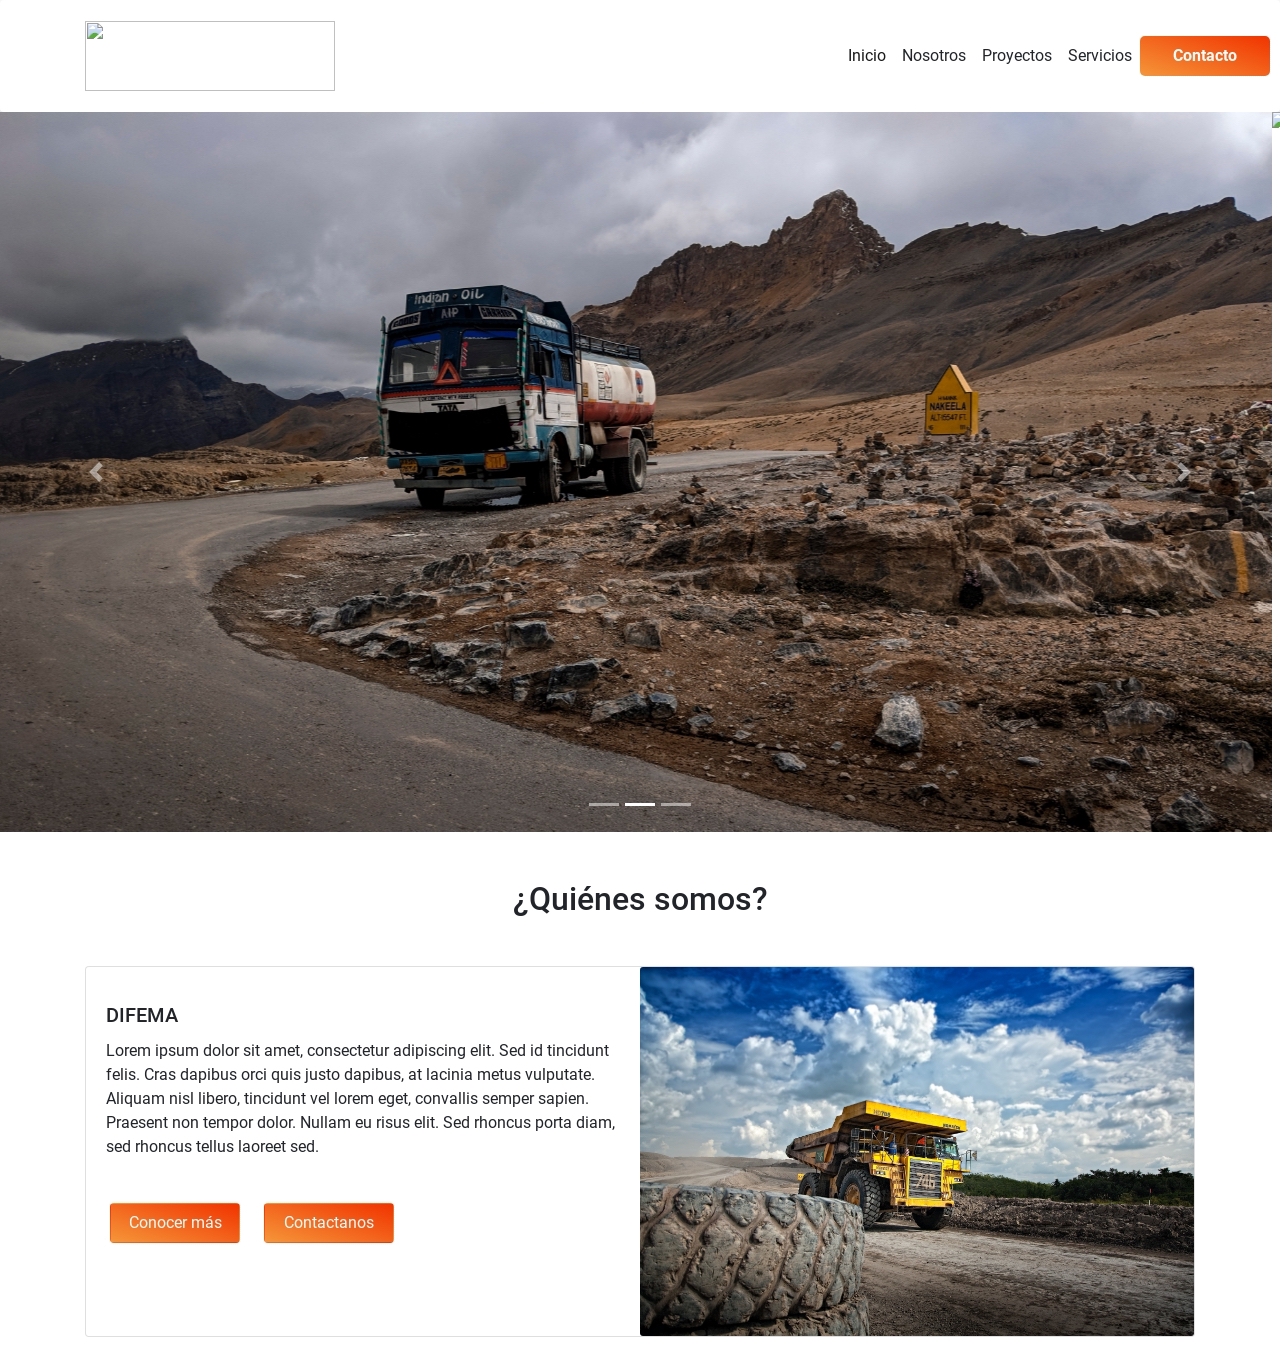 Inicio Nosotros Proyectos Servicios Contacto
Indian Oil
AIP
TATA
NAKEELA
¿Quiénes somos?
DIFEMA
Lorem ipsum dolor sit amet, consectetur adipiscing elit. Sed id tincidunt
felis. Cras dapibus orci quis justo dapibus, at lacinia metus vulputate.
Aliquam nisl libero, tincidunt vel lorem eget, convallis semper sapien.
Praesent non tempor dolor. Nullam eu risus elit. Sed rhoncus porta diam,
sed rhoncus tellus laoreet sed.
Conocer más Contactanos